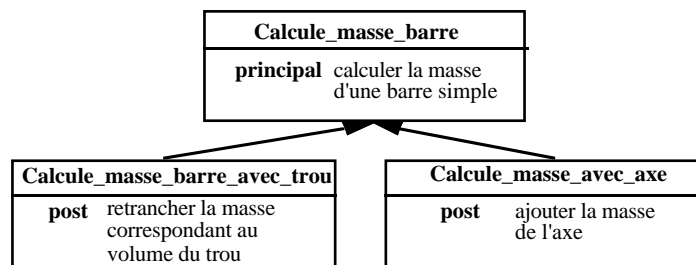 Calcule_masse_barre
principal calculer la masse
d'une barre simple
Calcule_masse_barre_avec_trou
post retrancher la masse
correspondant au
volume du trou
Calcule_masse_avec_axe
post ajouter la masse
de l'axe